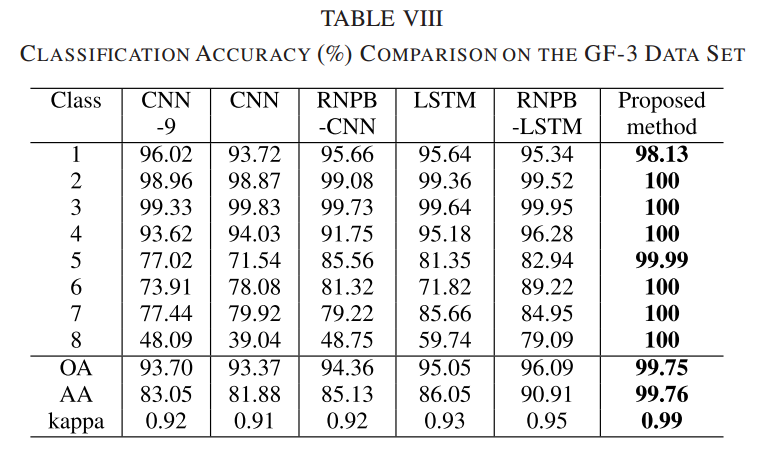 TABLE VIII
CLASSIFICATION ACCURACY (%) COMPARISON ON THE GF-3 DATA SET
Class CNN CNN RNPB LSTM RNPB Proposed
-9 -CNN -LSTM method
1 96.02 93.72 95.66 95.64 95.34 98.13
2 98.96 98.87 99.08 99.36 99.52 100
3 99.33 99.83 99.73 99.64 99.95 100
4 93.62 94.03 91.75 95.18 96.28 100
5 77.02 71.54 85.56 81.35 82.94 99.99
6 73.91 78.08 81.32 71.82 89.22 100
7 77.44 79.92 79.22 85.66 84.95 100
8 48.09 39.04 48.75 59.74 79.09 100
OA 93.70 93.37 94.36 95.05 96.09 99.75
AA 83.05 81.88 85.13 86.05 90.91 99.76
kappa 0.92 0.91 0.92 0.93 0.95 0.99